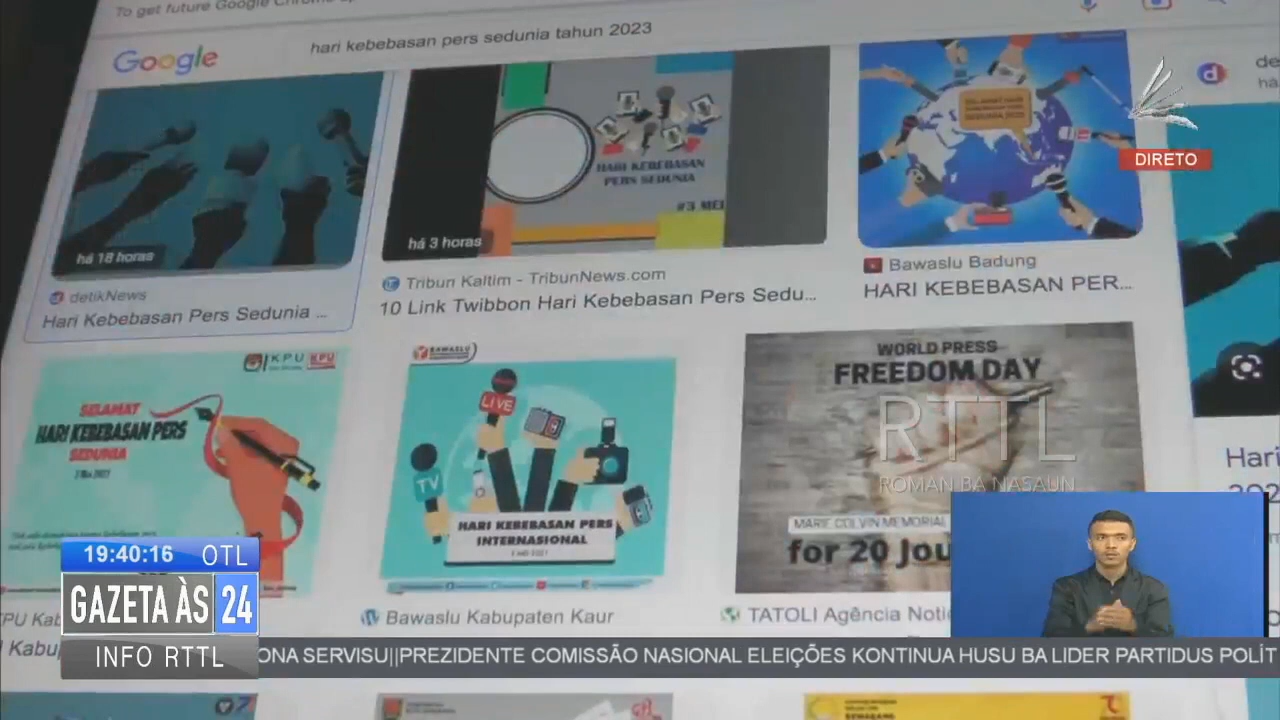 To get future Google Chrome
Google
hari kebebasan pers sedunia tahun 2023
há 18 horas
detikNews
Hari Kebebasan Pers Sedunia ...
HARI KEBEBASAN
PERS SEDUNIA
#3 MEI
há 3 horas
Tribun Kaltim - TribunNews.com
10 Link Twibbon Hari Kebebasan Pers Sedu...
Bawaslu Badung
HARI KEBEBASAN PER...
DIRETO
KPU
KPU
SELAMAT
HARI KEBEBASAN PERS
SEDUNIA
BAWASLU
LIVE
TV
HARI KEBEBASAN PERS
INTERNASIONAL
Bawaslu Kabupaten Kaur
WORLD PRESS
FREEDOM DAY
MARIE COLVIN MEMORIAL
for 20 Jou
TATOLI Agência Notíc
Hari
RTTL
ROMAN BA NASAUN
19:40:16 OTL
GAZETA ÀS 24
INFO RTTL
ONA SERVISU||PREZIDENTE COMISSÃO NASIONAL ELEIÇÕES KONTINUA HUSU BA LIDER PARTIDUS POLÍT